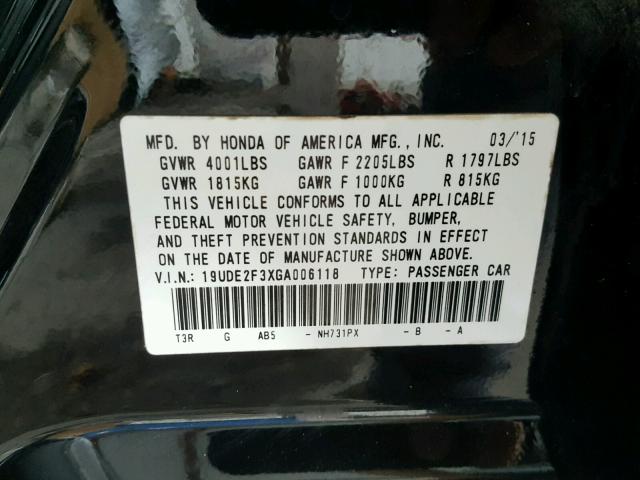 MFD. BY HONDA OF AMERICA MFG., INC. 03/'15
GVWR 4001LBS GAWR F 2205LBS R 1797LBS
GVWR 1815KG GAWR F 1000KG R 815KG
THIS VEHICLE CONFORMS TO ALL APPLICABLE
FEDERAL MOTOR VEHICLE SAFETY, BUMPER,
AND THEFT PREVENTION STANDARDS IN EFFECT
ON THE DATE OF MANUFACTURE SHOWN ABOVE.
V.I.N.: 19UDE2F3XGA006118 TYPE: PASSENGER CAR
T3R G AB5 - NH731PX - B - A